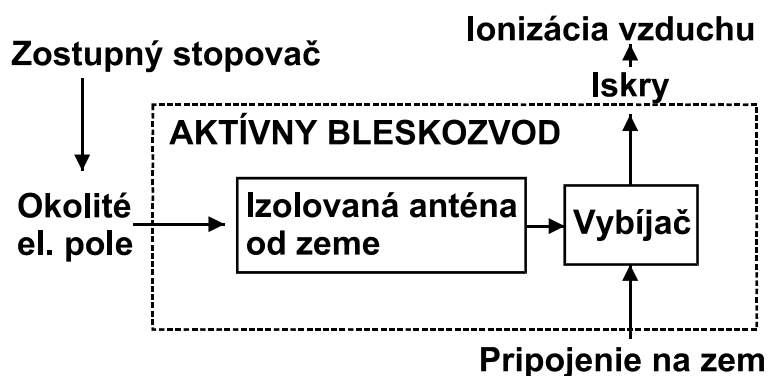 Ionizácia vzduchu
Zostupný stopovač
Iskry
AKTÍVNY BLESKOZVOD
Okolité
el. pole
Izolovaná anténa
od zeme
Vybíjač
Pripojenie na zem